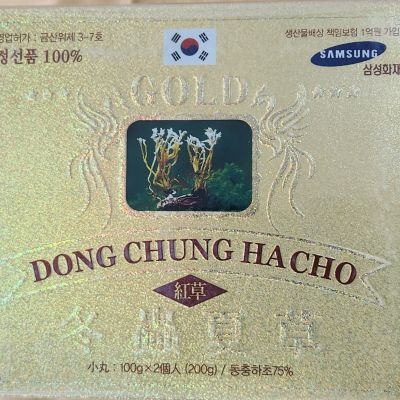 영업허가 : 금산위제 3-7호
생산물배상 책임보험 1억원 가입
정선품 100%
SAMSUNG
삼성화재
GOLD
DONG CHUNG HA CHO
紅草
冬蟲夏草
小丸 : 100g×2個入 (200g) / 동충하초75%